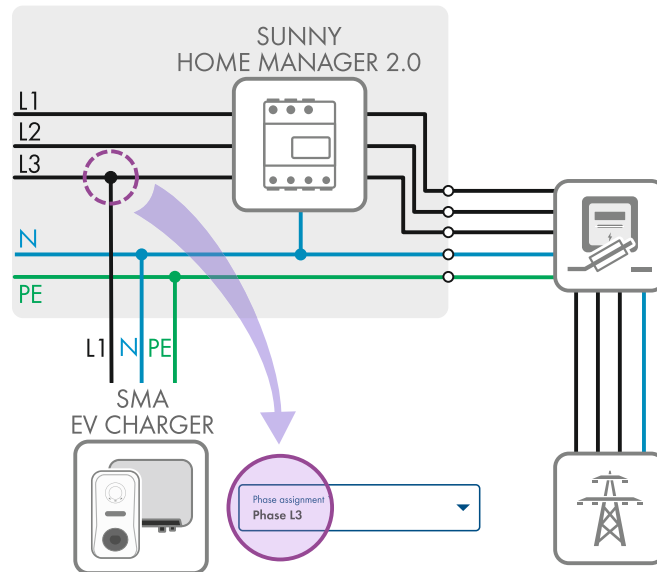 SUNNY
HOME MANAGER 2.0
L1
L2
L3
N
PE
L1 N PE
SMA
EV CHARGER
Phase assignment
Phase L3